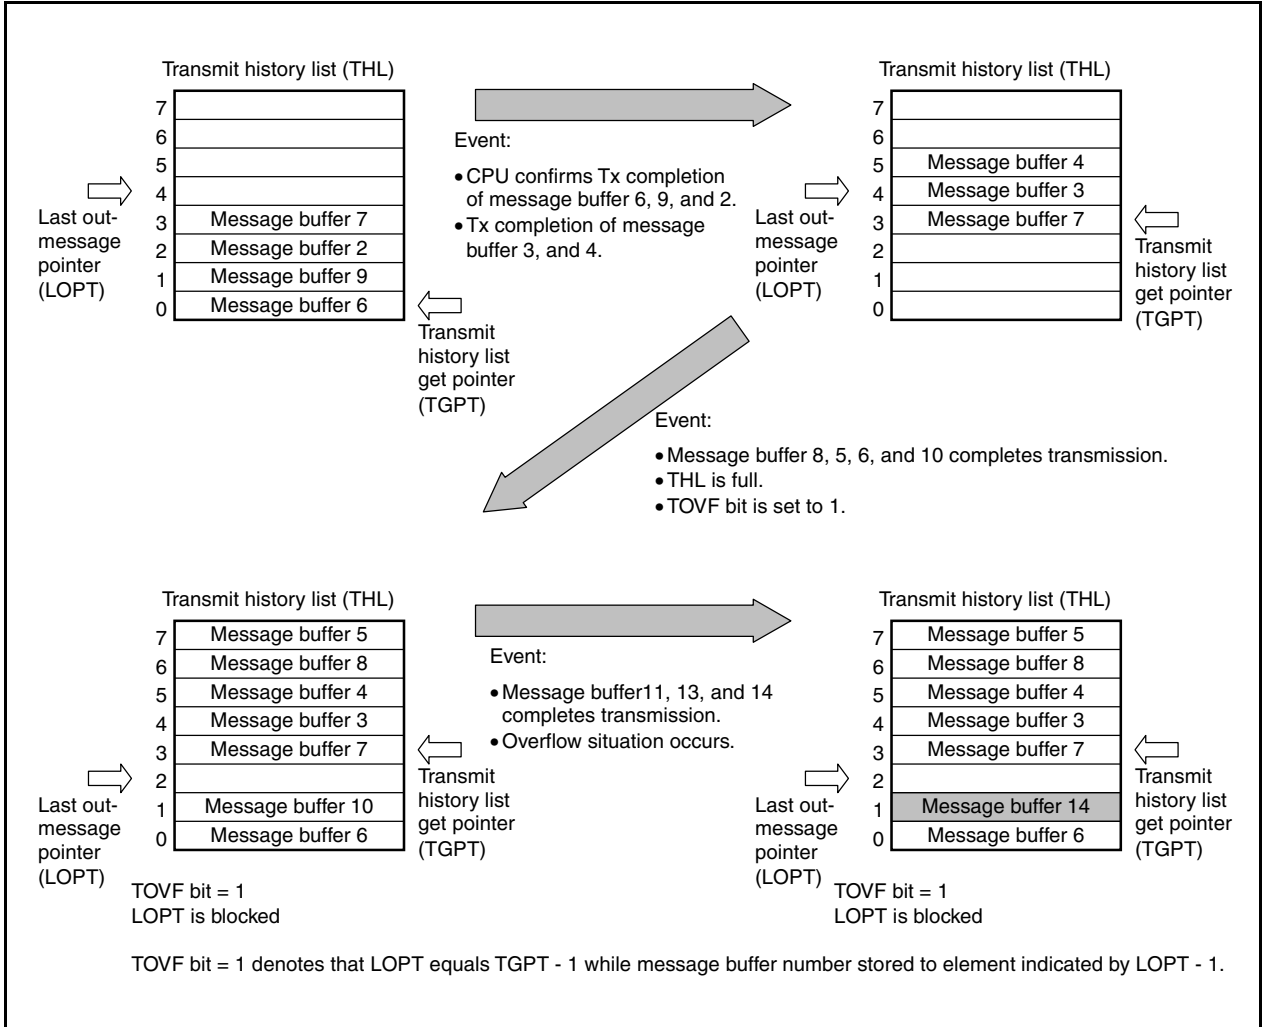 Transmit history list (THL)
7
6
5
4
3 Message buffer 7
2 Message buffer 2
1 Message buffer 9
0 Message buffer 6
Last out-
message
pointer
(LOPT)
Transmit
history list
get pointer
(TGPT)
Event:
•CPU confirms Tx completion
of message buffer 6, 9, and 2.
•Tx completion of message
buffer 3, and 4.
Transmit history list (THL)
7
6
5 Message buffer 4
4 Message buffer 3
3 Message buffer 7
2
1
0
Last out-
message
pointer
(LOPT)
Transmit
history list
get pointer
(TGPT)
Event:
•Message buffer 8, 5, 6, and 10 completes transmission.
•THL is full.
•TOVF bit is set to 1.
Transmit history list (THL)
7 Message buffer 5
6 Message buffer 8
5 Message buffer 4
4 Message buffer 3
3 Message buffer 7
2
1 Message buffer 10
0 Message buffer 6
Last out-
message
pointer
(LOPT)
Transmit
history list
get pointer
(TGPT)
TOVF bit = 1
LOPT is blocked
Event:
•Message buffer11, 13, and 14
completes transmission.
•Overflow situation occurs.
Transmit history list (THL)
7 Message buffer 5
6 Message buffer 8
5 Message buffer 4
4 Message buffer 3
3 Message buffer 7
2
1 Message buffer 14
0 Message buffer 6
Last out-
message
pointer
(LOPT)
Transmit
history list
get pointer
(TGPT)
TOVF bit = 1
LOPT is blocked
TOVF bit = 1 denotes that LOPT equals TGPT - 1 while message buffer number stored to element indicated by LOPT - 1.